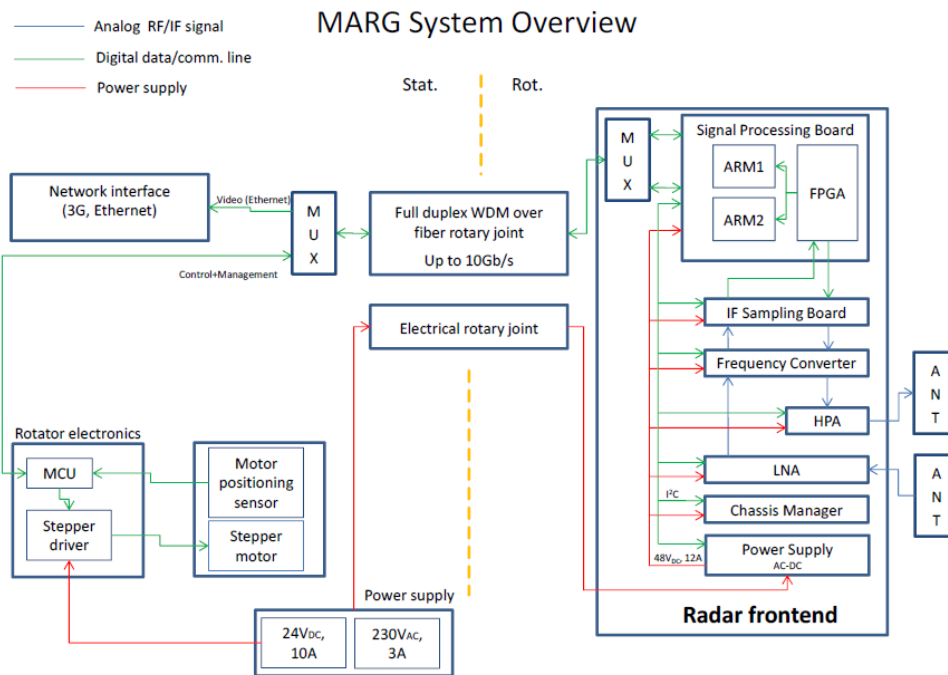 MARG System Overview
Analog RF/IF signal
Digital data/comm. line
Power supply
Stat.
Rot.
Network interface
(3G, Ethernet)
Video (Ethernet)
Control+Management
M
U
X
Full duplex WDM over
fiber rotary joint
Up to 10Gb/s
Electrical rotary joint
M
U
X
Signal Processing Board
ARM1
ARM2
FPGA
IF Sampling Board
Frequency Converter
HPA
LNA
I²C
Chassis Manager
48VDC, 12A
Power Supply
AC-DC
Radar frontend
A
N
T
A
N
T
Rotator electronics
MCU
Stepper
driver
Motor
positioning
sensor
Stepper
motor
Power supply
24VDC,
10A
230VAC,
3A